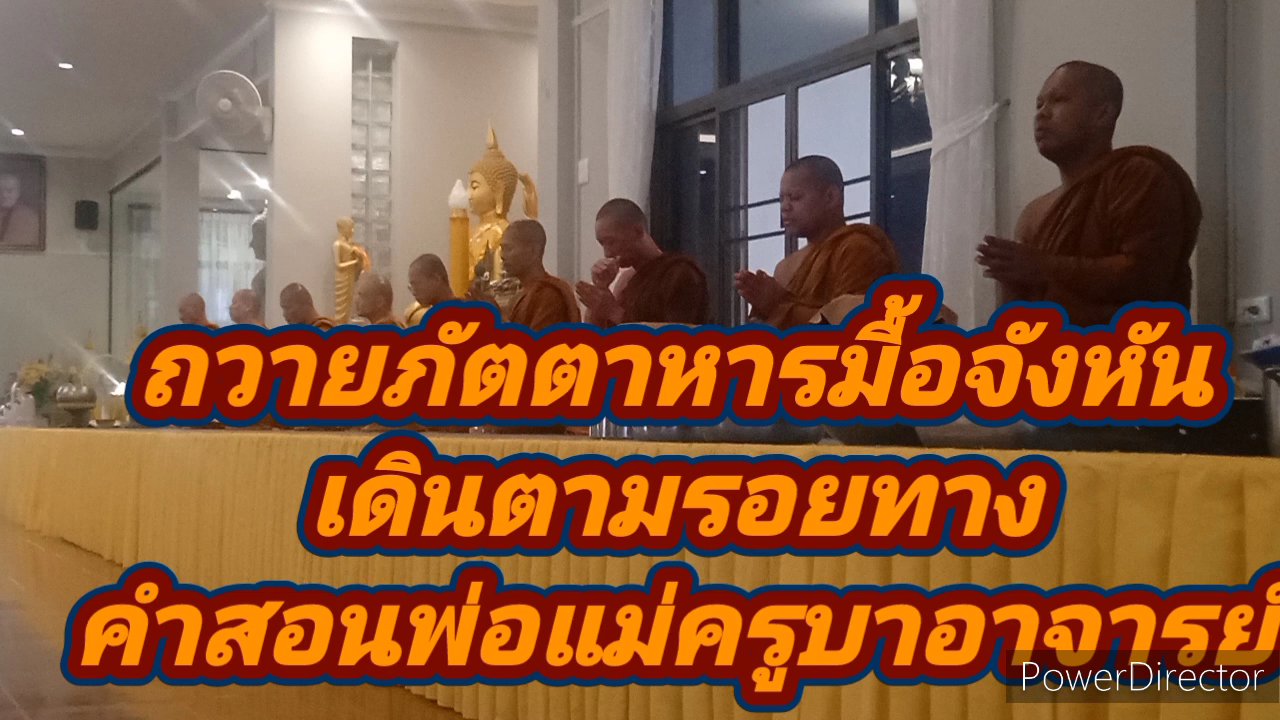 ถวายภัตตาหารมื้อจังหัน
เดินตามรอยทาง
คำสอนพ่อแม่ครูบาอาจารย์
PowerDirector